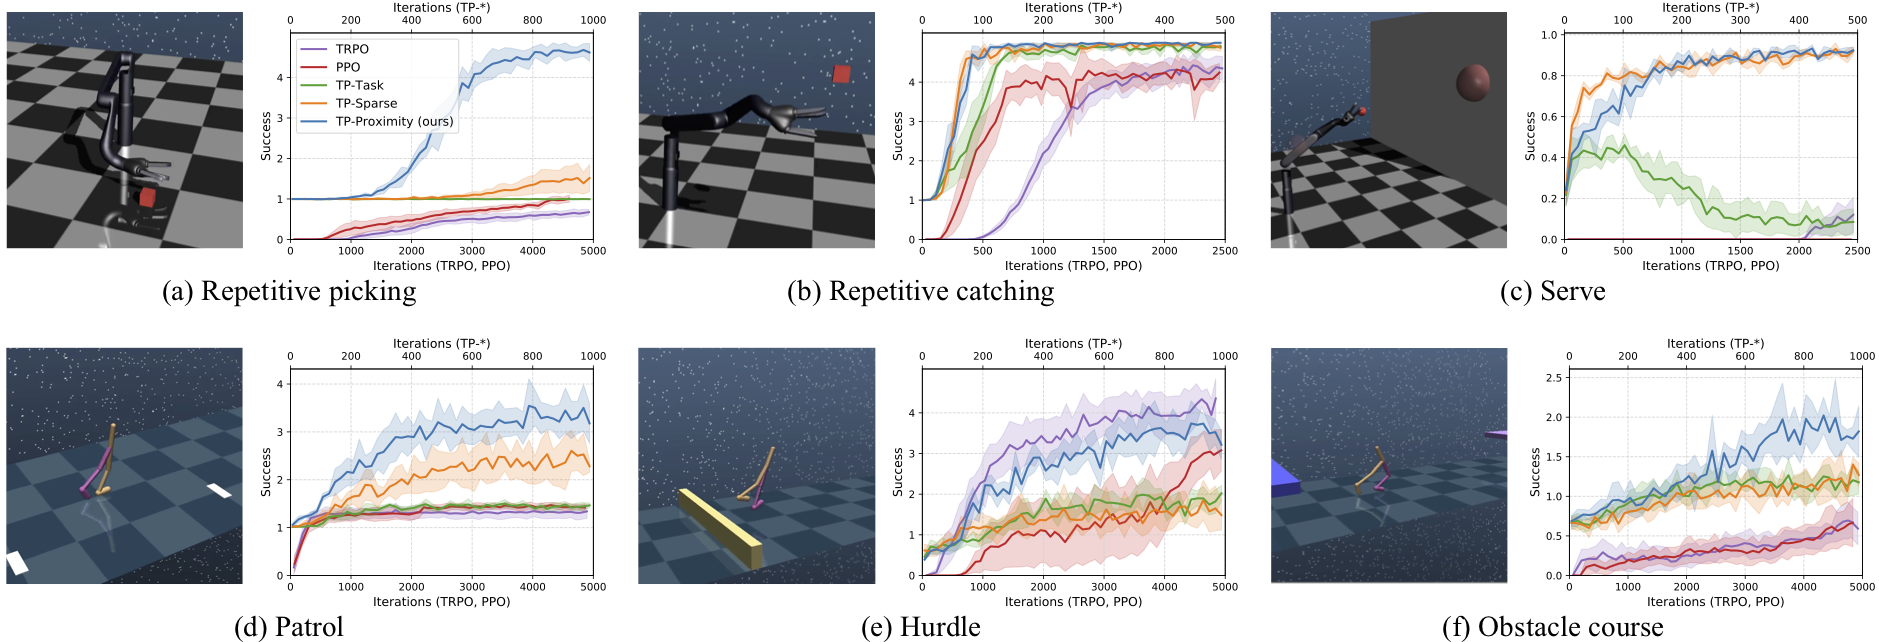 Iterations (TP-*)
0 200 400 600 800 1000
Success
4
3
2
1
0
TRPO
PPO
TP-Task
TP-Sparse
TP-Proximity (ours)
0 1000 2000 3000 4000 5000
Iterations (TRPO, PPO)
(a) Repetitive picking
Iterations (TP-*)
0 100 200 300 400 500
Success
4
3
2
1
0
0 500 1000 1500 2000 2500
Iterations (TRPO, PPO)
(b) Repetitive catching
Iterations (TP-*)
0 100 200 300 400 500
Success
1.0
0.8
0.6
0.4
0.2
0.0
0 500 1000 1500 2000 2500
Iterations (TRPO, PPO)
(c) Serve
Iterations (TP-*)
0 200 400 600 800 1000
Success
4
3
2
1
0
0 1000 2000 3000 4000 5000
Iterations (TRPO, PPO)
(d) Patrol
Iterations (TP-*)
0 200 400 600 800 1000
Success
4
3
2
1
0
0 1000 2000 3000 4000 5000
Iterations (TRPO, PPO)
(e) Hurdle
Iterations (TP-*)
0 200 400 600 800 1000
Success
2.5
2.0
1.5
1.0
0.5
0.0
0 1000 2000 3000 4000 5000
Iterations (TRPO, PPO)
(f) Obstacle course